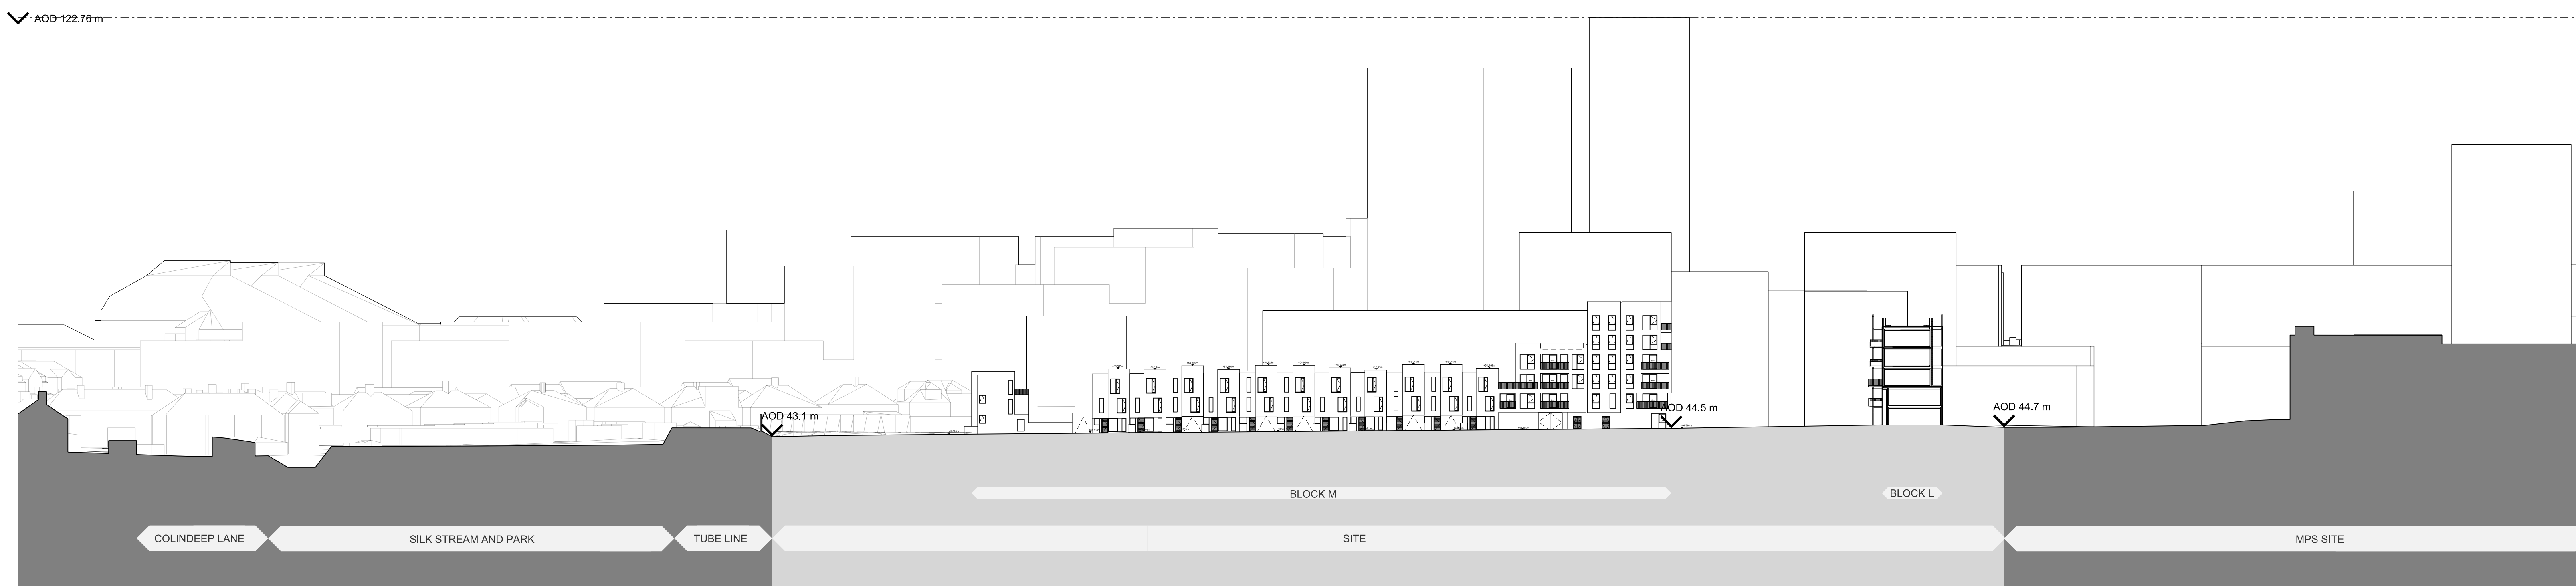 AOD 122.76 m
AOD 43.1 m
AOD 44.5 m
AOD 44.7 m
BLOCK M
BLOCK L
COLINDEEP LANE
SILK STREAM AND PARK
TUBE LINE
SITE
MPS SITE